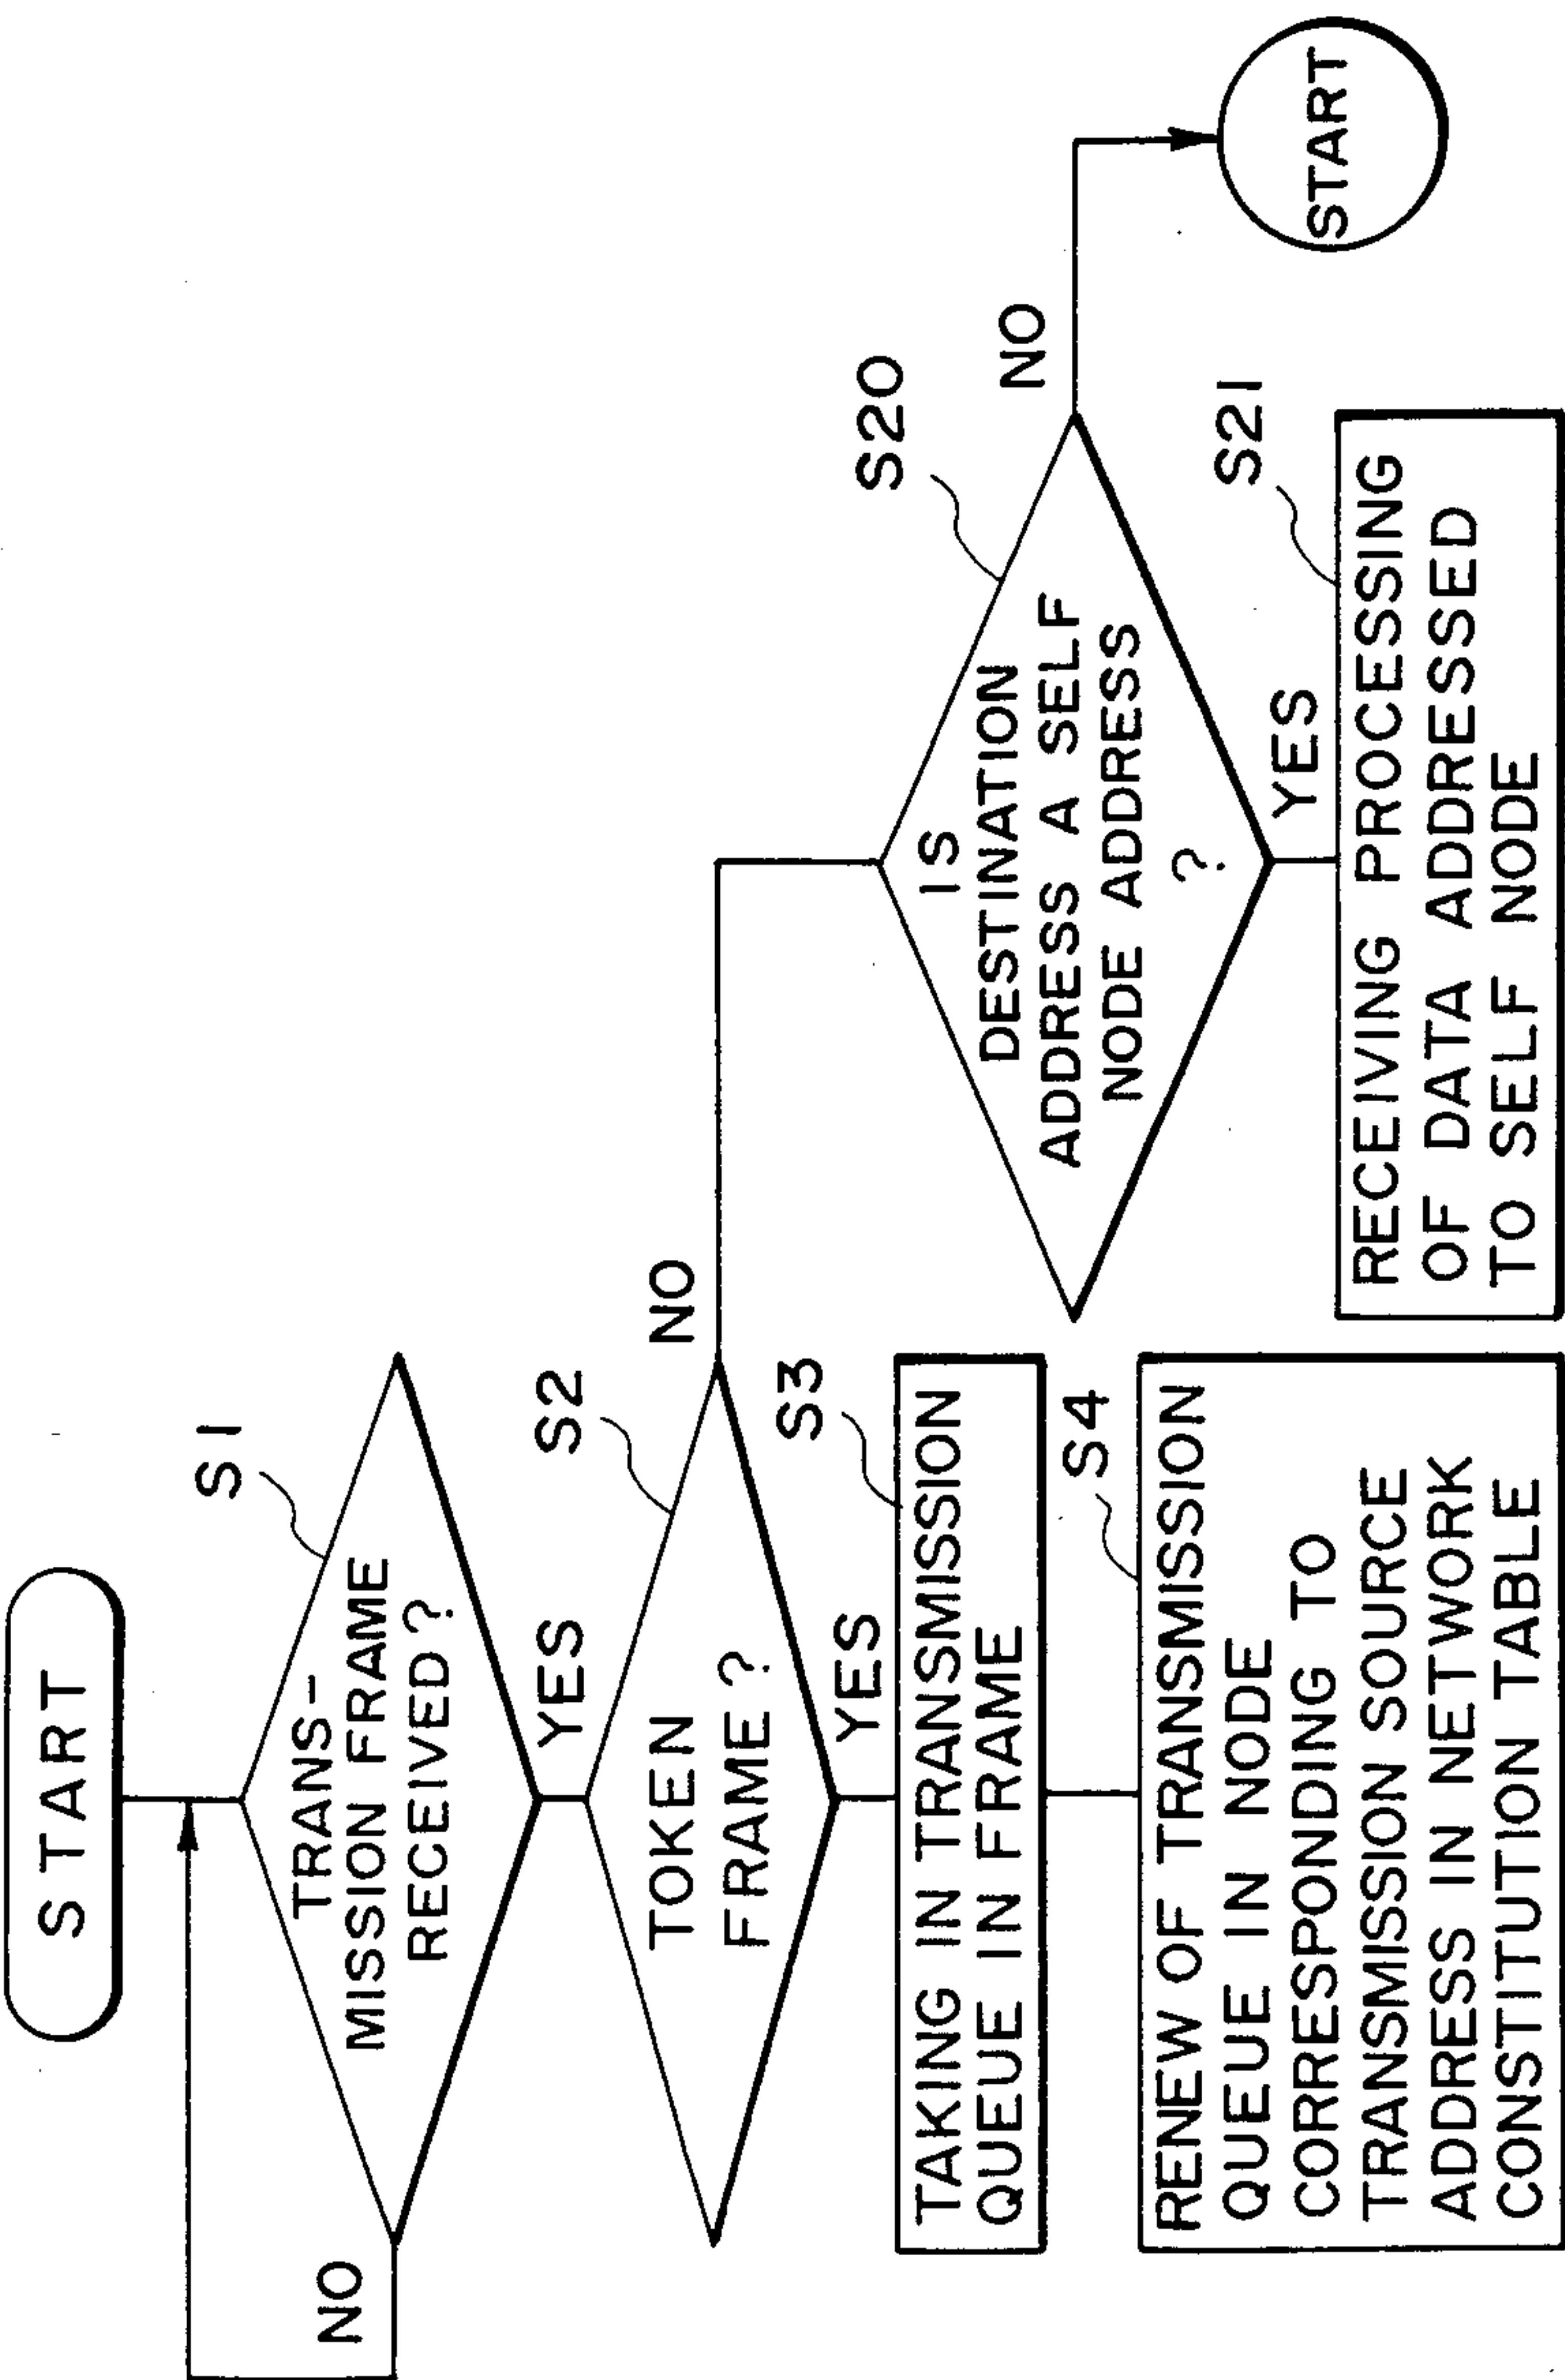 START
S1
TRANS-
MISSION FRAME
RECEIVED?
NO
YES
S2
TOKEN
FRAME?
NO
YES
S3
TAKING IN TRANSMISSION
QUEUE IN FRAME
S4
RENEW OF TRANSMISSION
QUEUE IN NODE
CORRESPONDING TO
TRANSMISSION SOURCE
ADDRESS IN NETWORK
CONSTITUTION TABLE
S20
IS
DESTINATION
ADDRESS A SELF
NODE ADDRESS
?
NO
START
YES
S21
RECEIVING PROCESSING
OF DATA ADDRESSED
TO SELF NODE